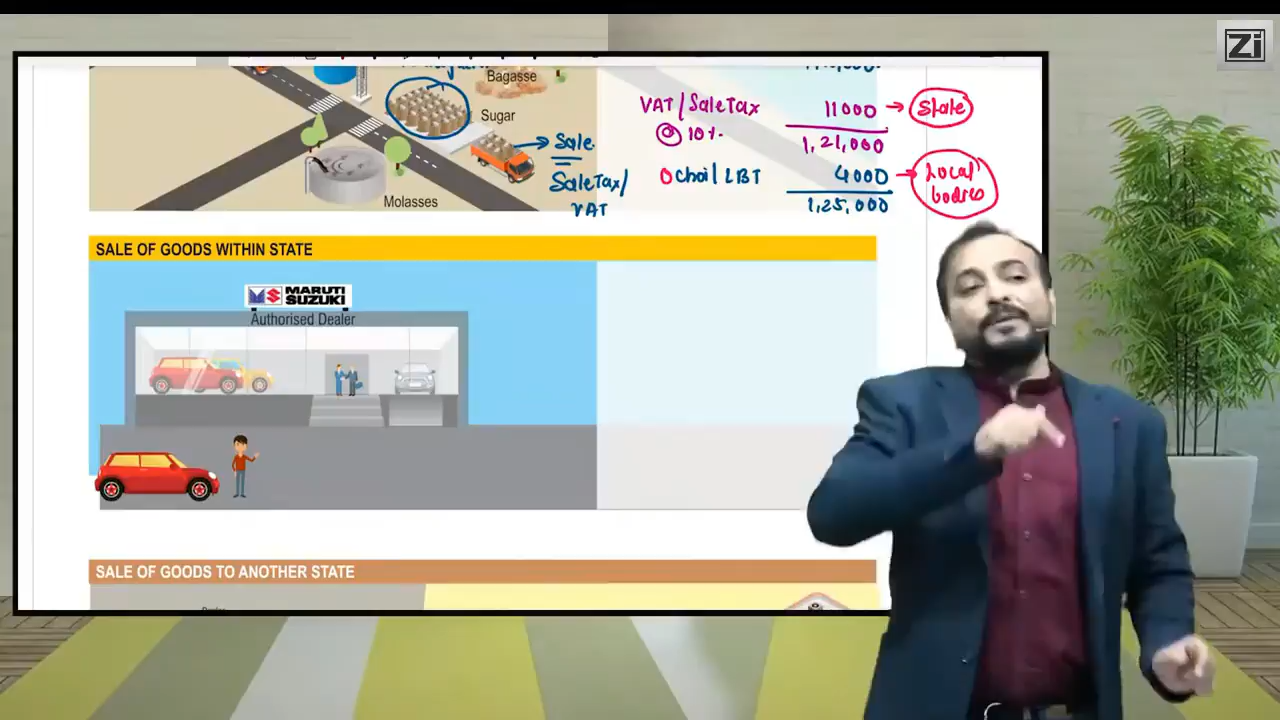 Zi
Bagasse
Sugar
Molasses
Sale
SaleTax/
VAT
VAT/SaleTax 11000 → State
@ 10%
1,21,000
Octroi/LBT 4000 → Local
bodies
1,25,000
SALE OF GOODS WITHIN STATE
MARUTI
SUZUKI
Authorised Dealer
SALE OF GOODS TO ANOTHER STATE